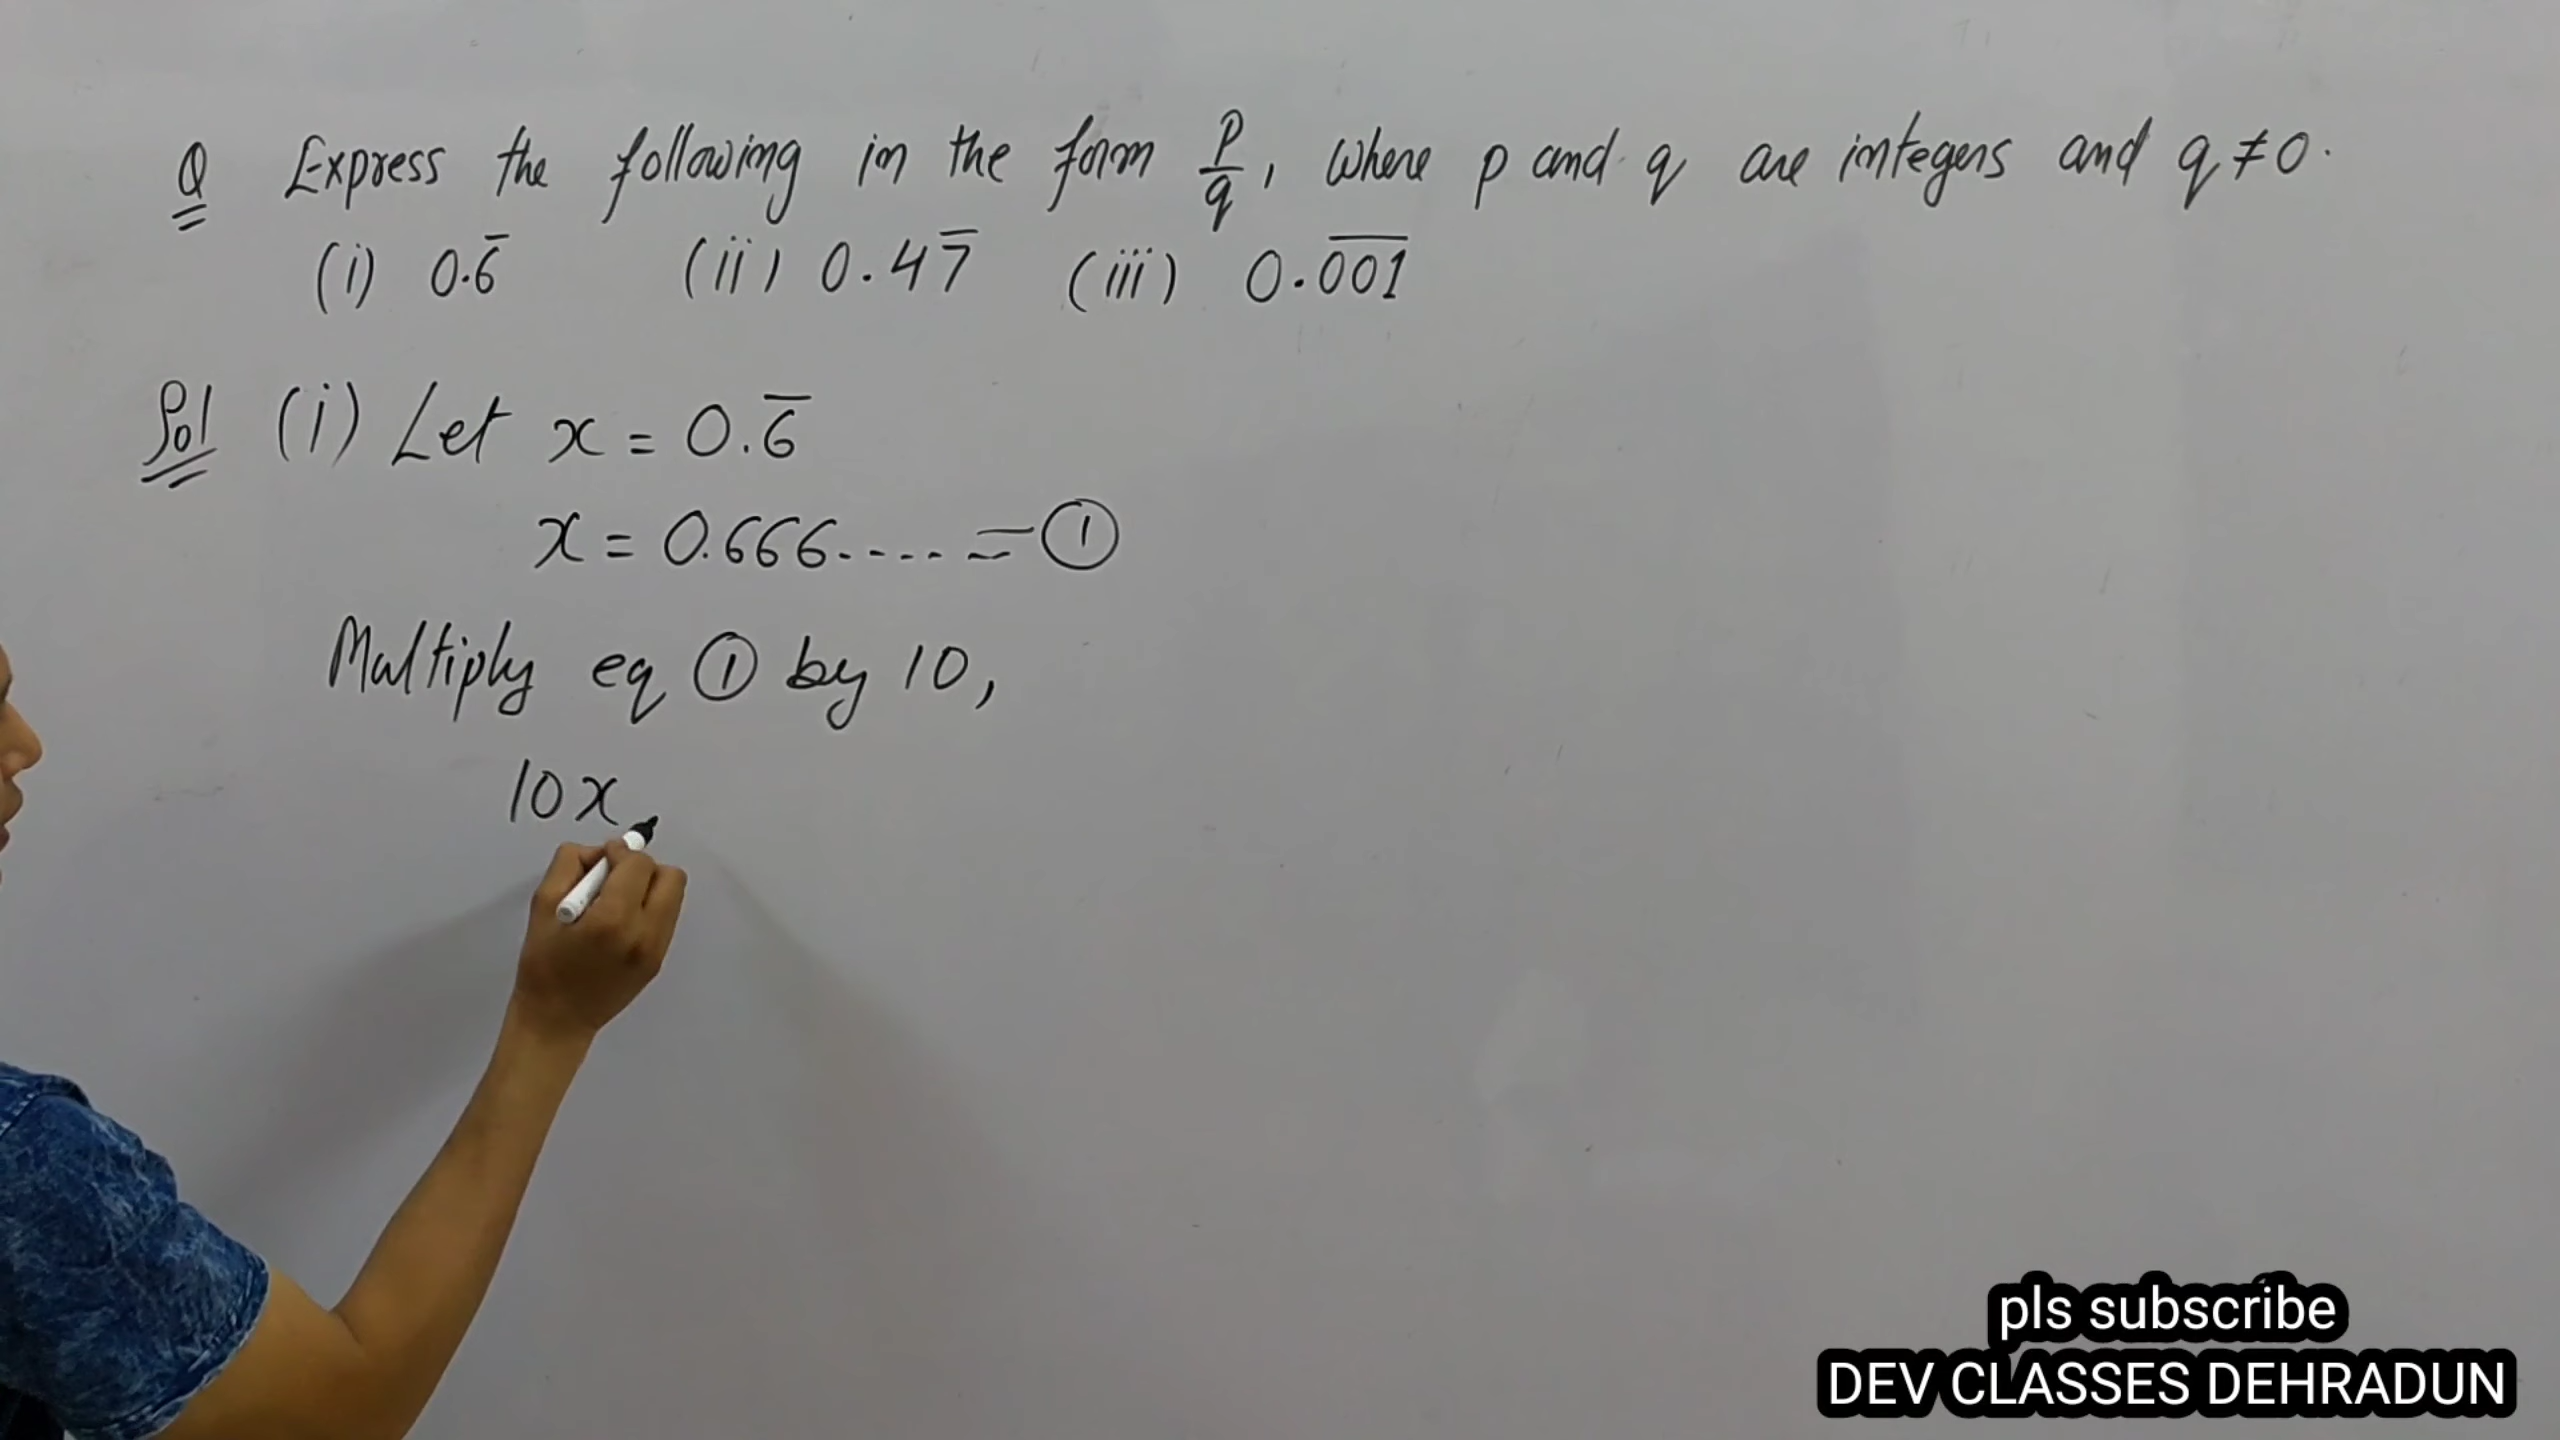 Q Express the following in the form p/q, where p and q are integers and q ≠ 0.
(i) 0.6̅ (ii) 0.47̅ (iii) 0.0̅0̅1̅
Sol (i) Let x = 0.6̅
x = 0.666..... — ①
Multiply eq ① by 10,
10x
pls subscribe
DEV CLASSES DEHRADUN